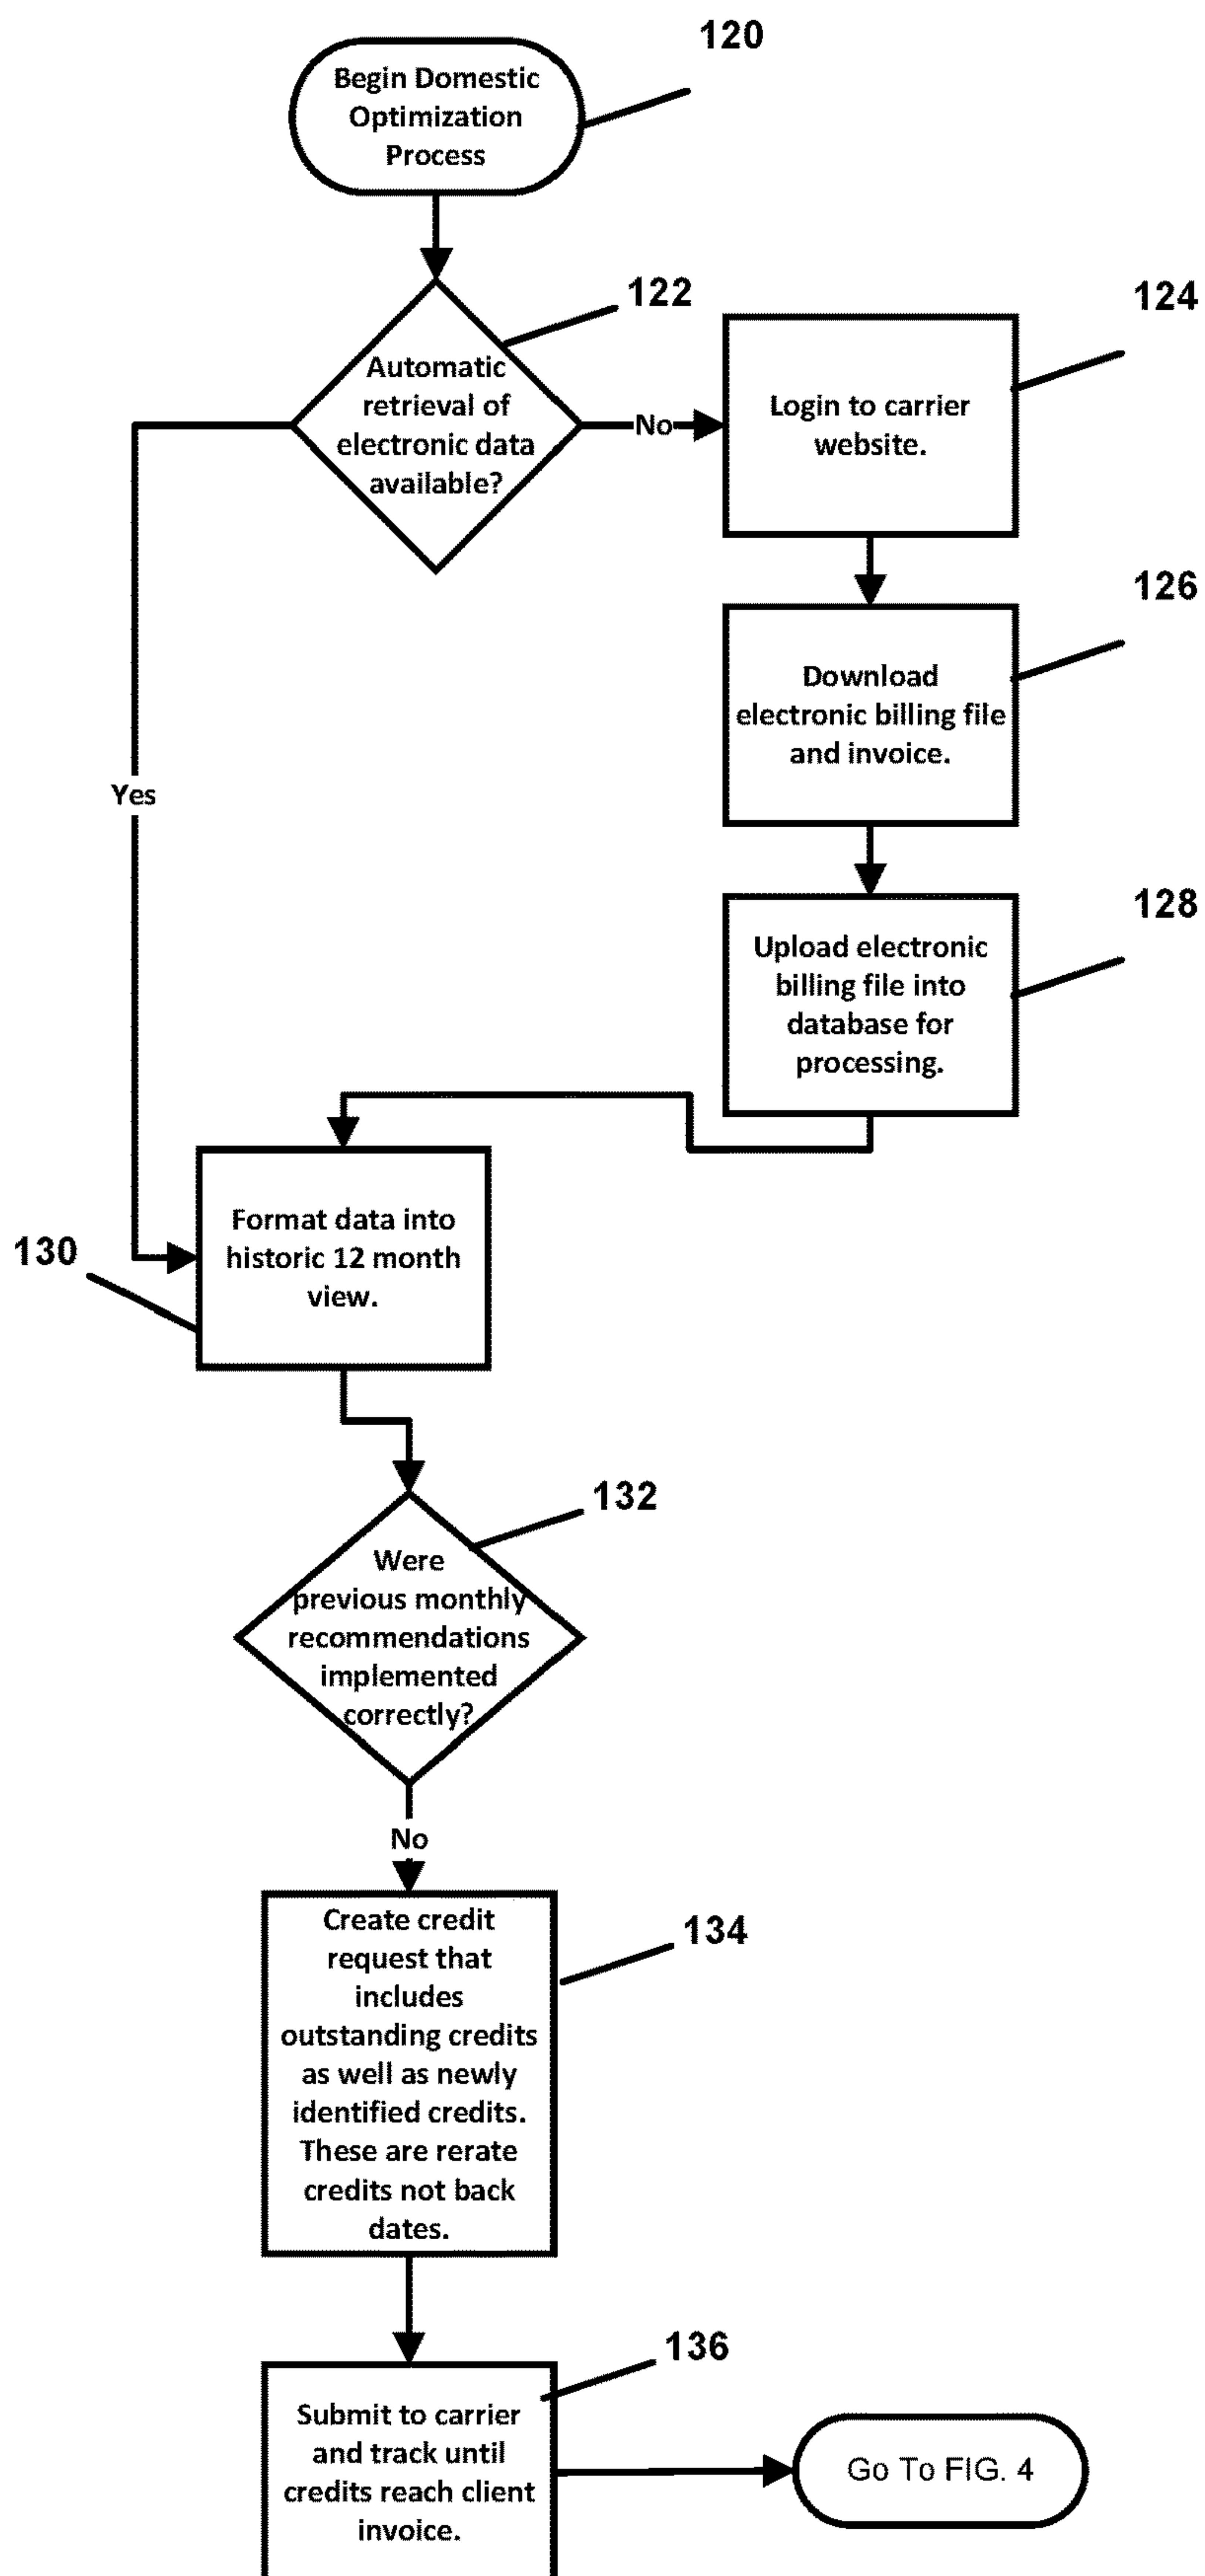 120
Begin Domestic
Optimization
Process
122
124
Automatic
retrieval of
electronic data
available?
No
Login to carrier
website.
126
Download
electronic billing file
and invoice.
Yes
128
Upload electronic
billing file into
database for
processing.
130
Format data into
historic 12 month
view.
132
Were
previous monthly
recommendations
implemented
correctly?
No
134
Create credit
request that
includes
outstanding credits
as well as newly
identified credits.
These are rerate
credits not back
dates.
136
Submit to carrier
and track until
credits reach client
invoice.
Go To FIG. 4